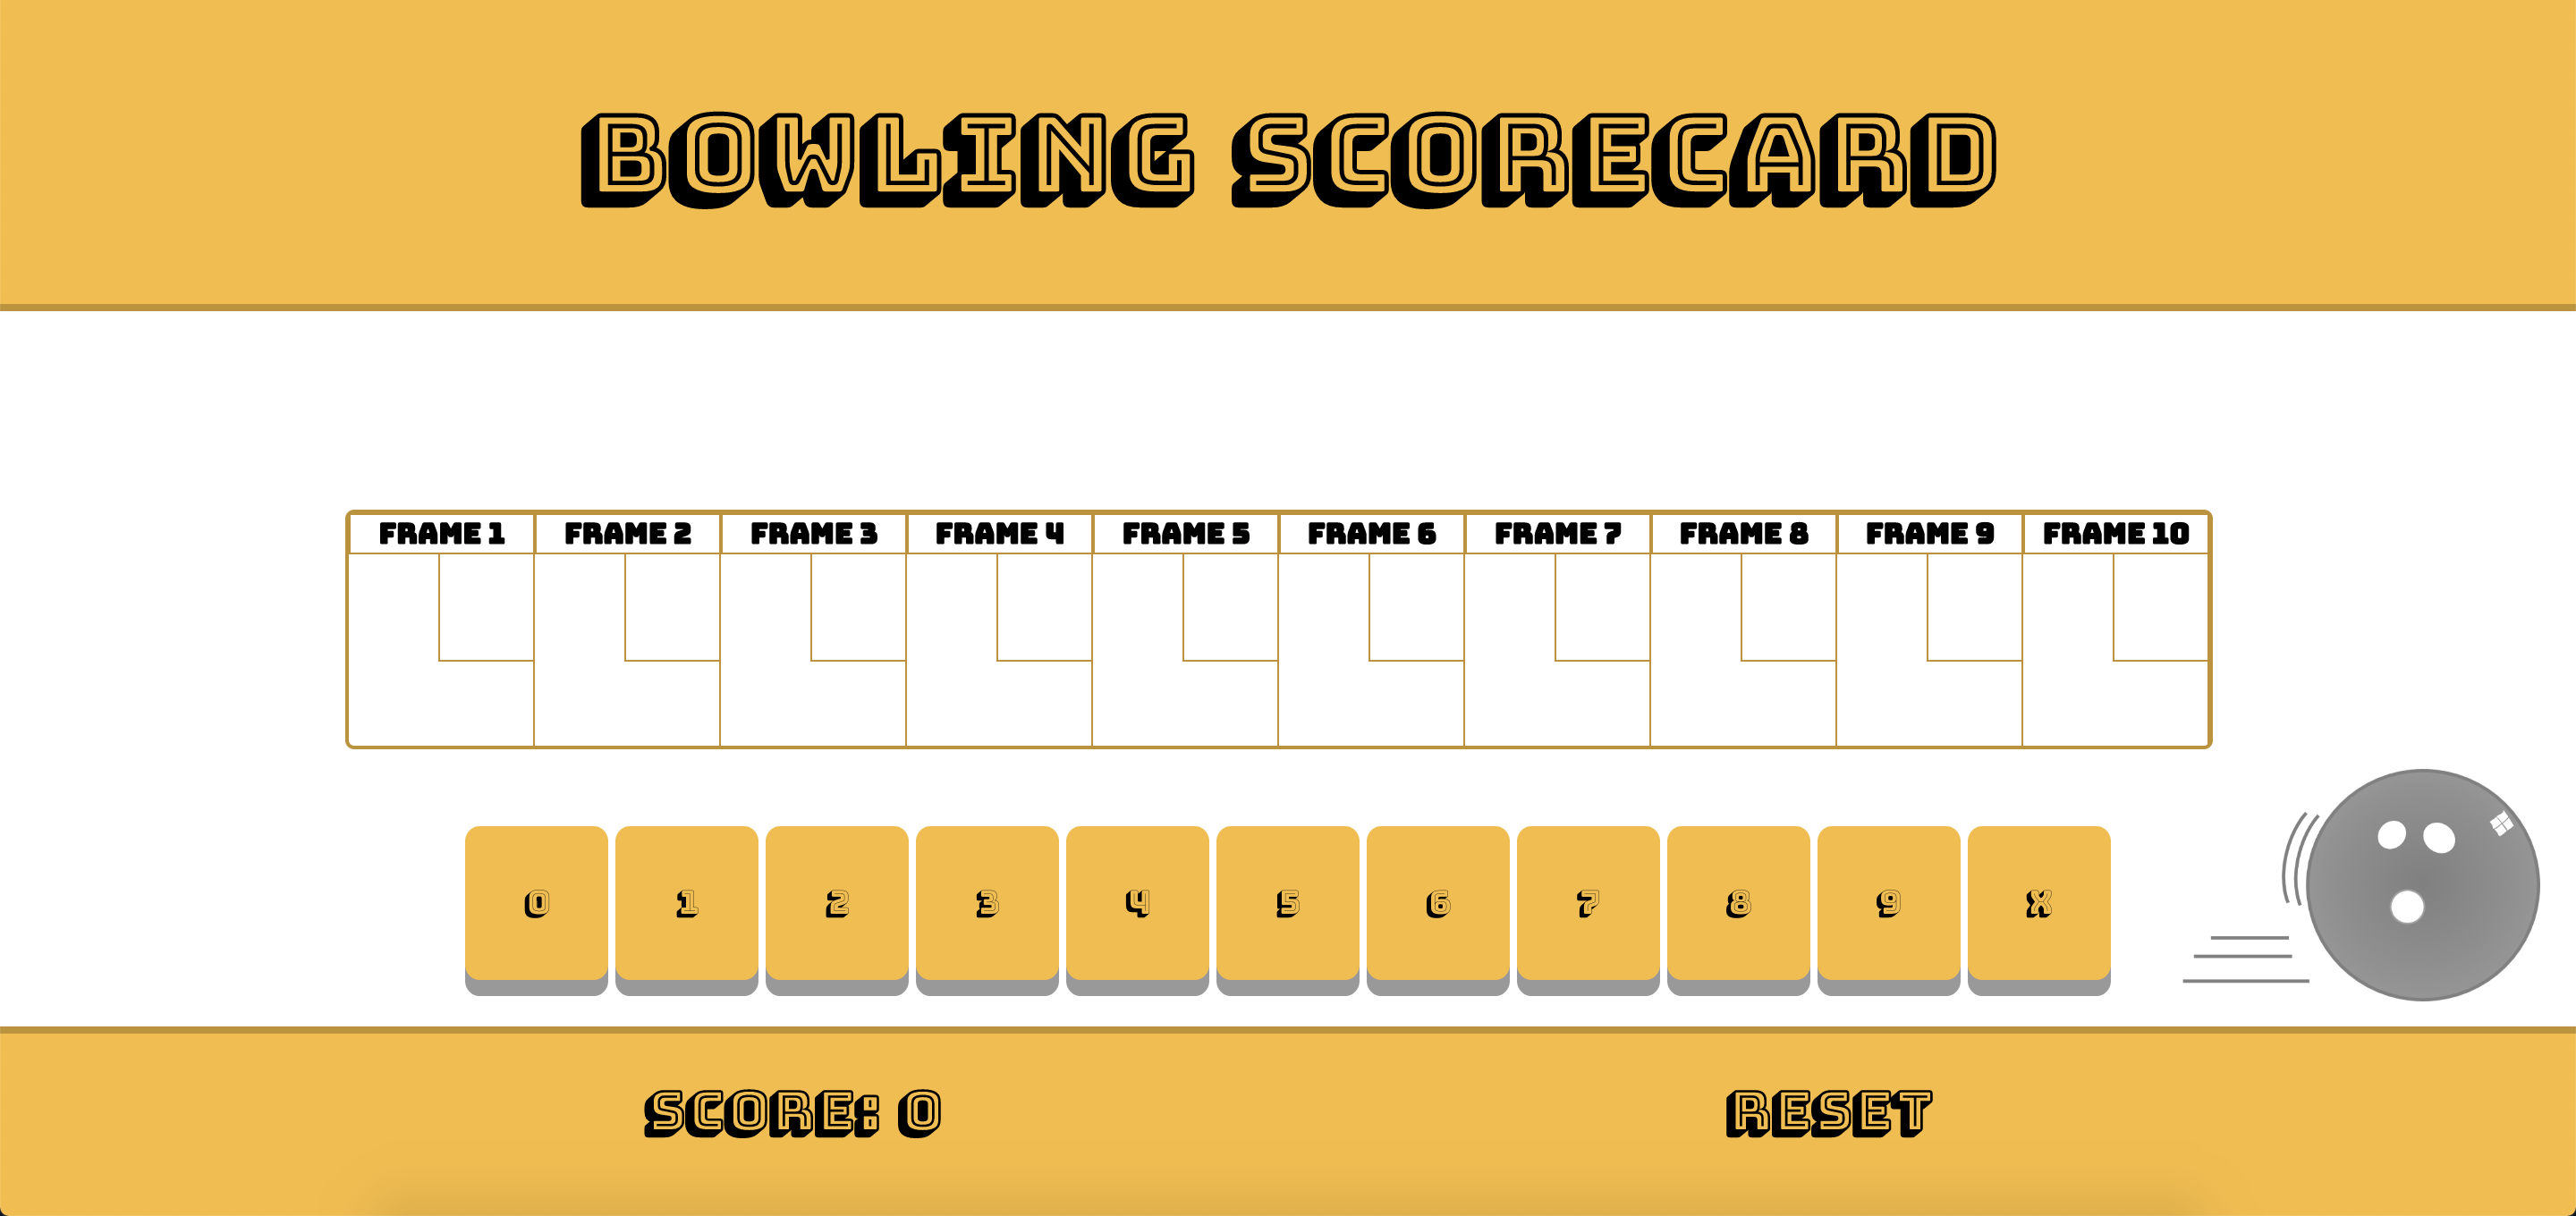 BOWLING SCORECARD
FRAME 1 FRAME 2 FRAME 3 FRAME 4 FRAME 5 FRAME 6 FRAME 7 FRAME 8 FRAME 9 FRAME 10
0 1 2 3 4 5 6 7 8 9 X
SCORE: 0 RESET